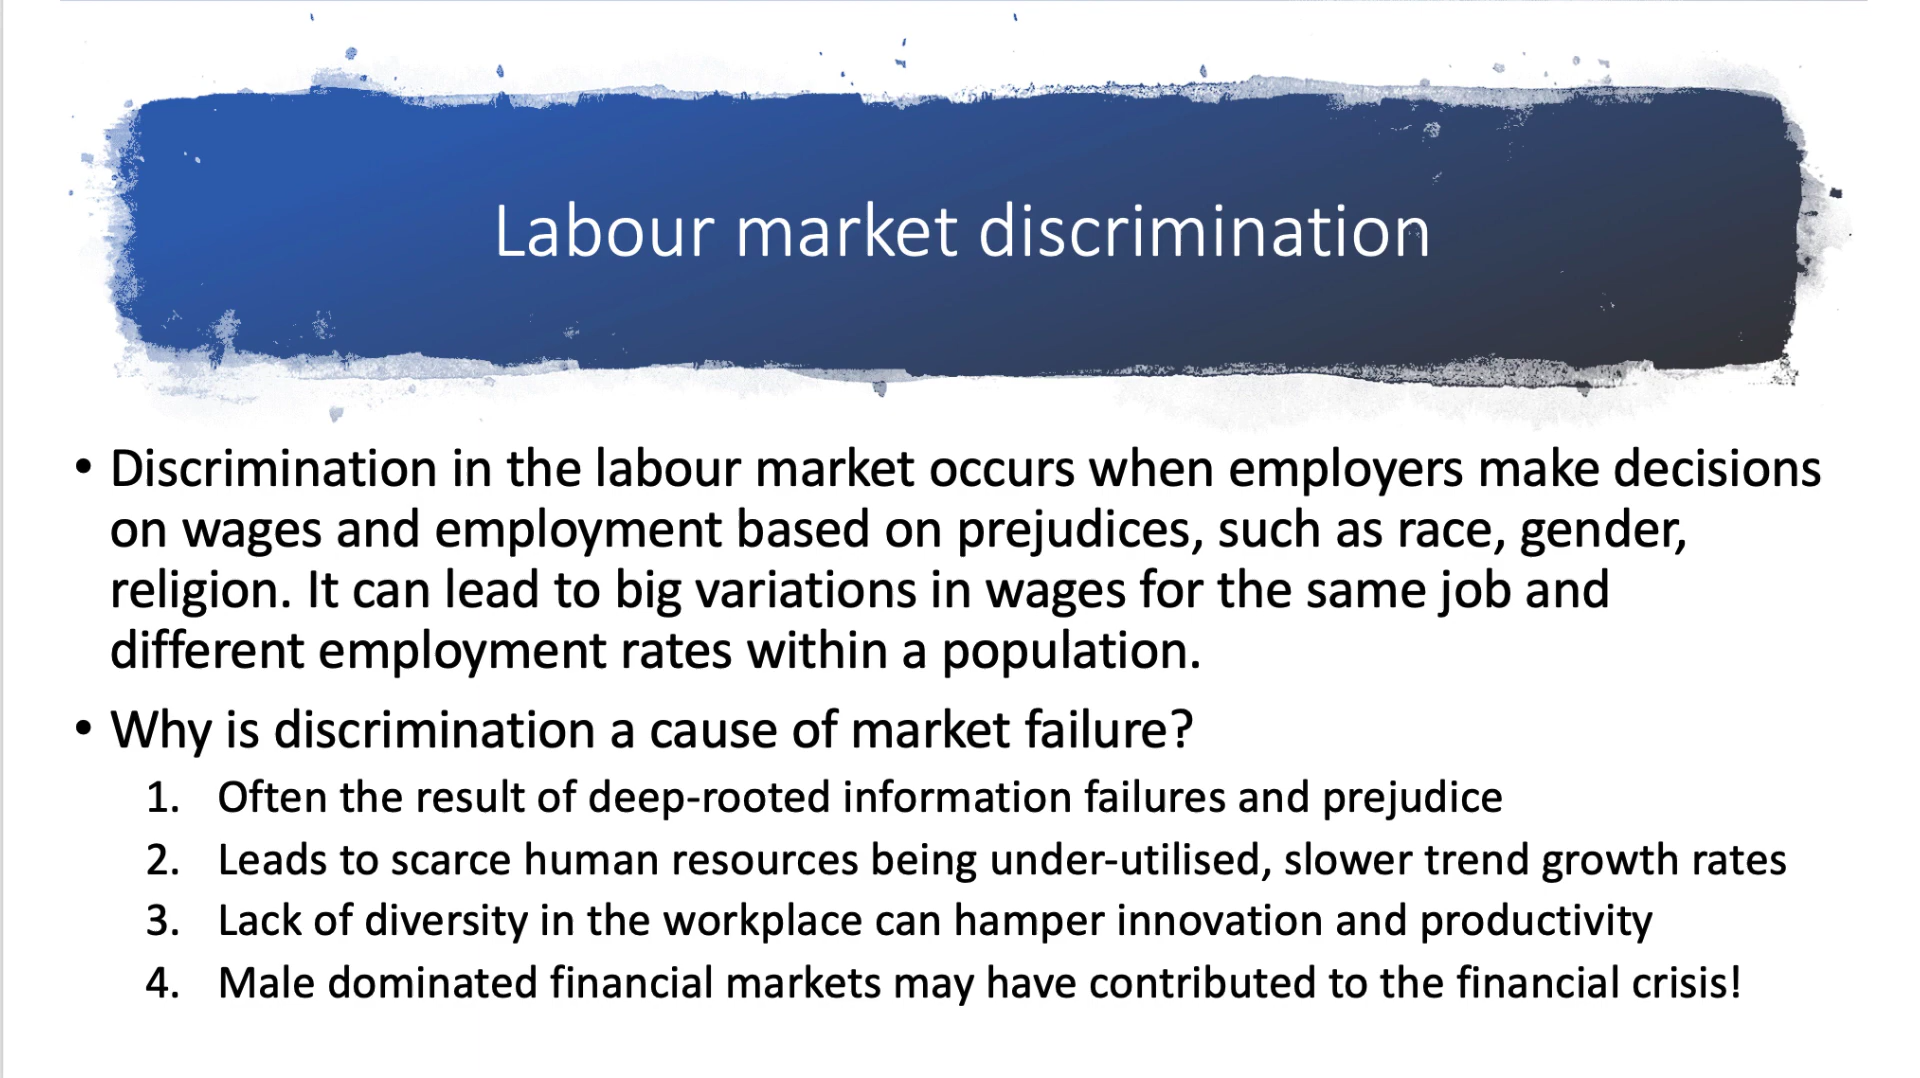 Labour market discrimination
• Discrimination in the labour market occurs when employers make decisions
on wages and employment based on prejudices, such as race, gender,
religion. It can lead to big variations in wages for the same job and
different employment rates within a population.
• Why is discrimination a cause of market failure?
1. Often the result of deep-rooted information failures and prejudice
2. Leads to scarce human resources being under-utilised, slower trend growth rates
3. Lack of diversity in the workplace can hamper innovation and productivity
4. Male dominated financial markets may have contributed to the financial crisis!